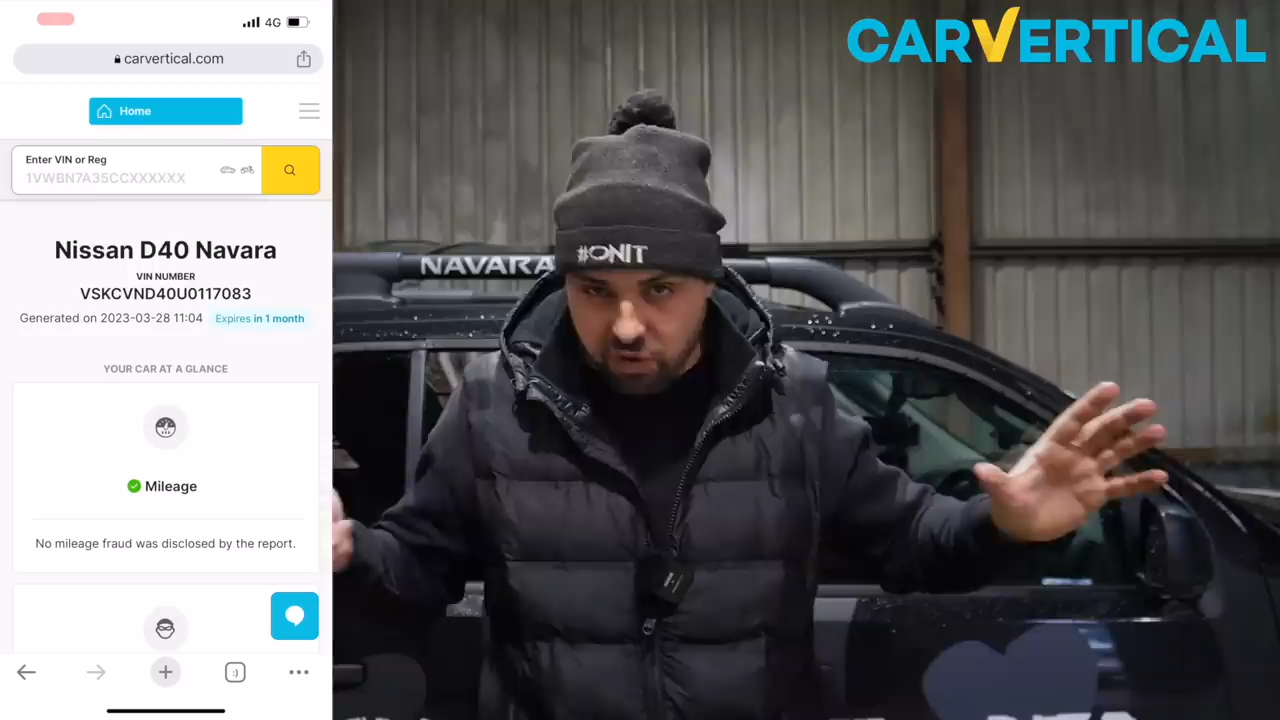 4G
carvertical.com
Home
Enter VIN or Reg
1VWBN7A35CCXXXXXX
Nissan D40 Navara
VIN NUMBER
VSKCVND40U0117083
Generated on 2023-03-28 11:04 Expires in 1 month
YOUR CAR AT A GLANCE
Mileage
No mileage fraud was disclosed by the report.
CARVERTICAL
#ONIT
NAVARA